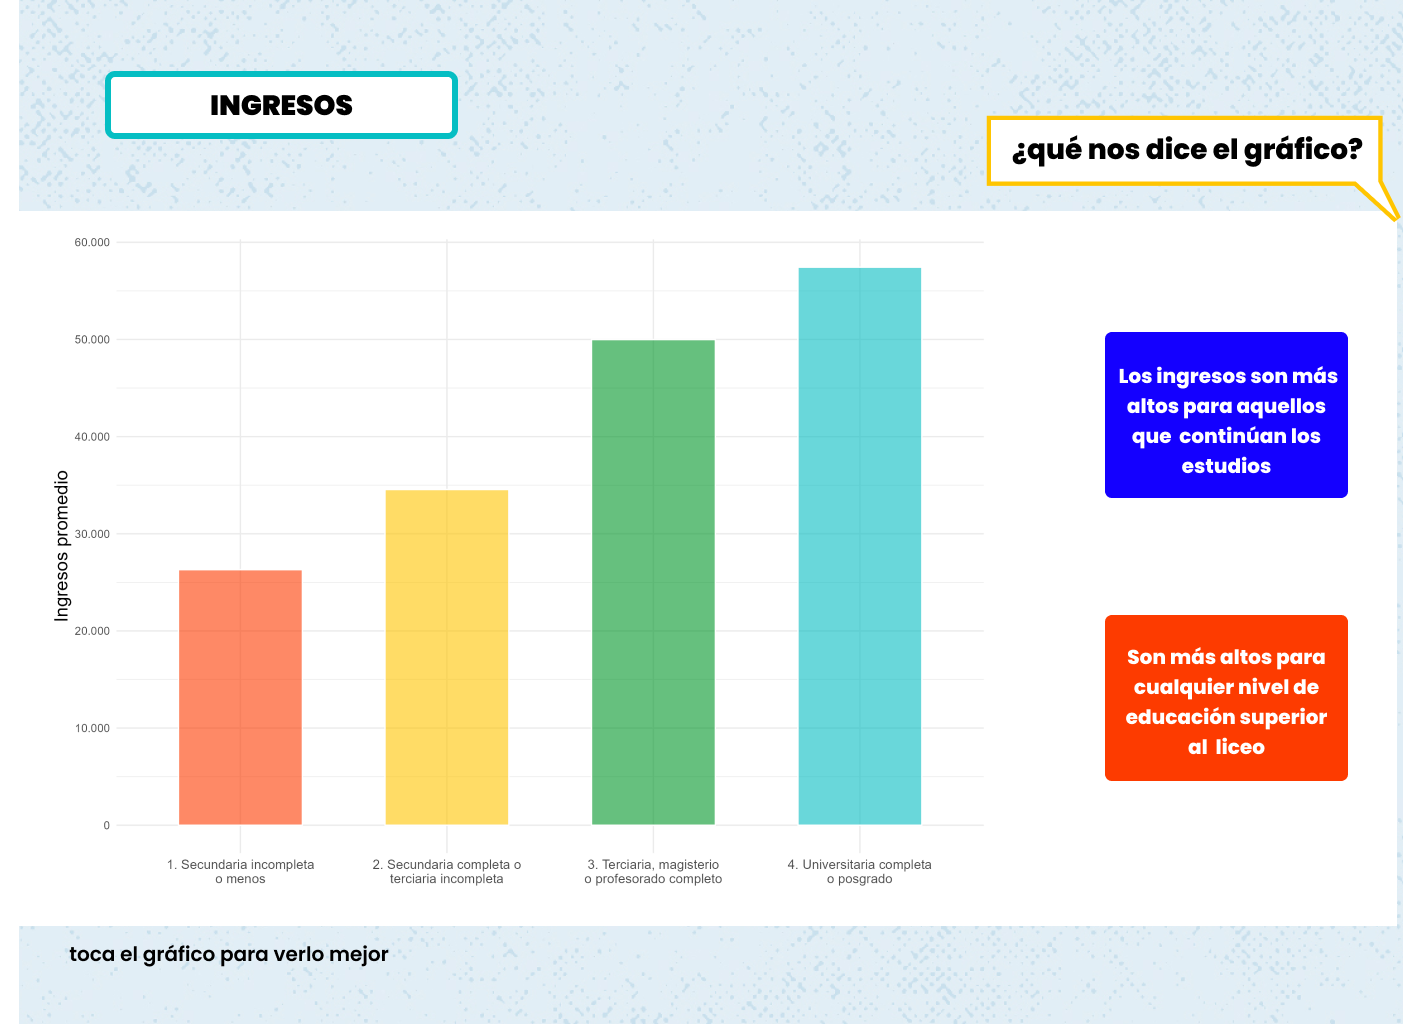 INGRESOS
¿qué nos dice el gráfico?
60.000
50.000
40.000
30.000
20.000
10.000
0
Ingresos promedio
1. Secundaria incompleta
o menos
2. Secundaria completa o
terciaria incompleta
3. Terciaria, magisterio
o profesorado completo
4. Universitaria completa
o posgrado
Los ingresos son más
altos para aquellos
que  continúan los
estudios
Son más altos para
cualquier nivel de
educación superior
al  liceo
toca el gráfico para verlo mejor